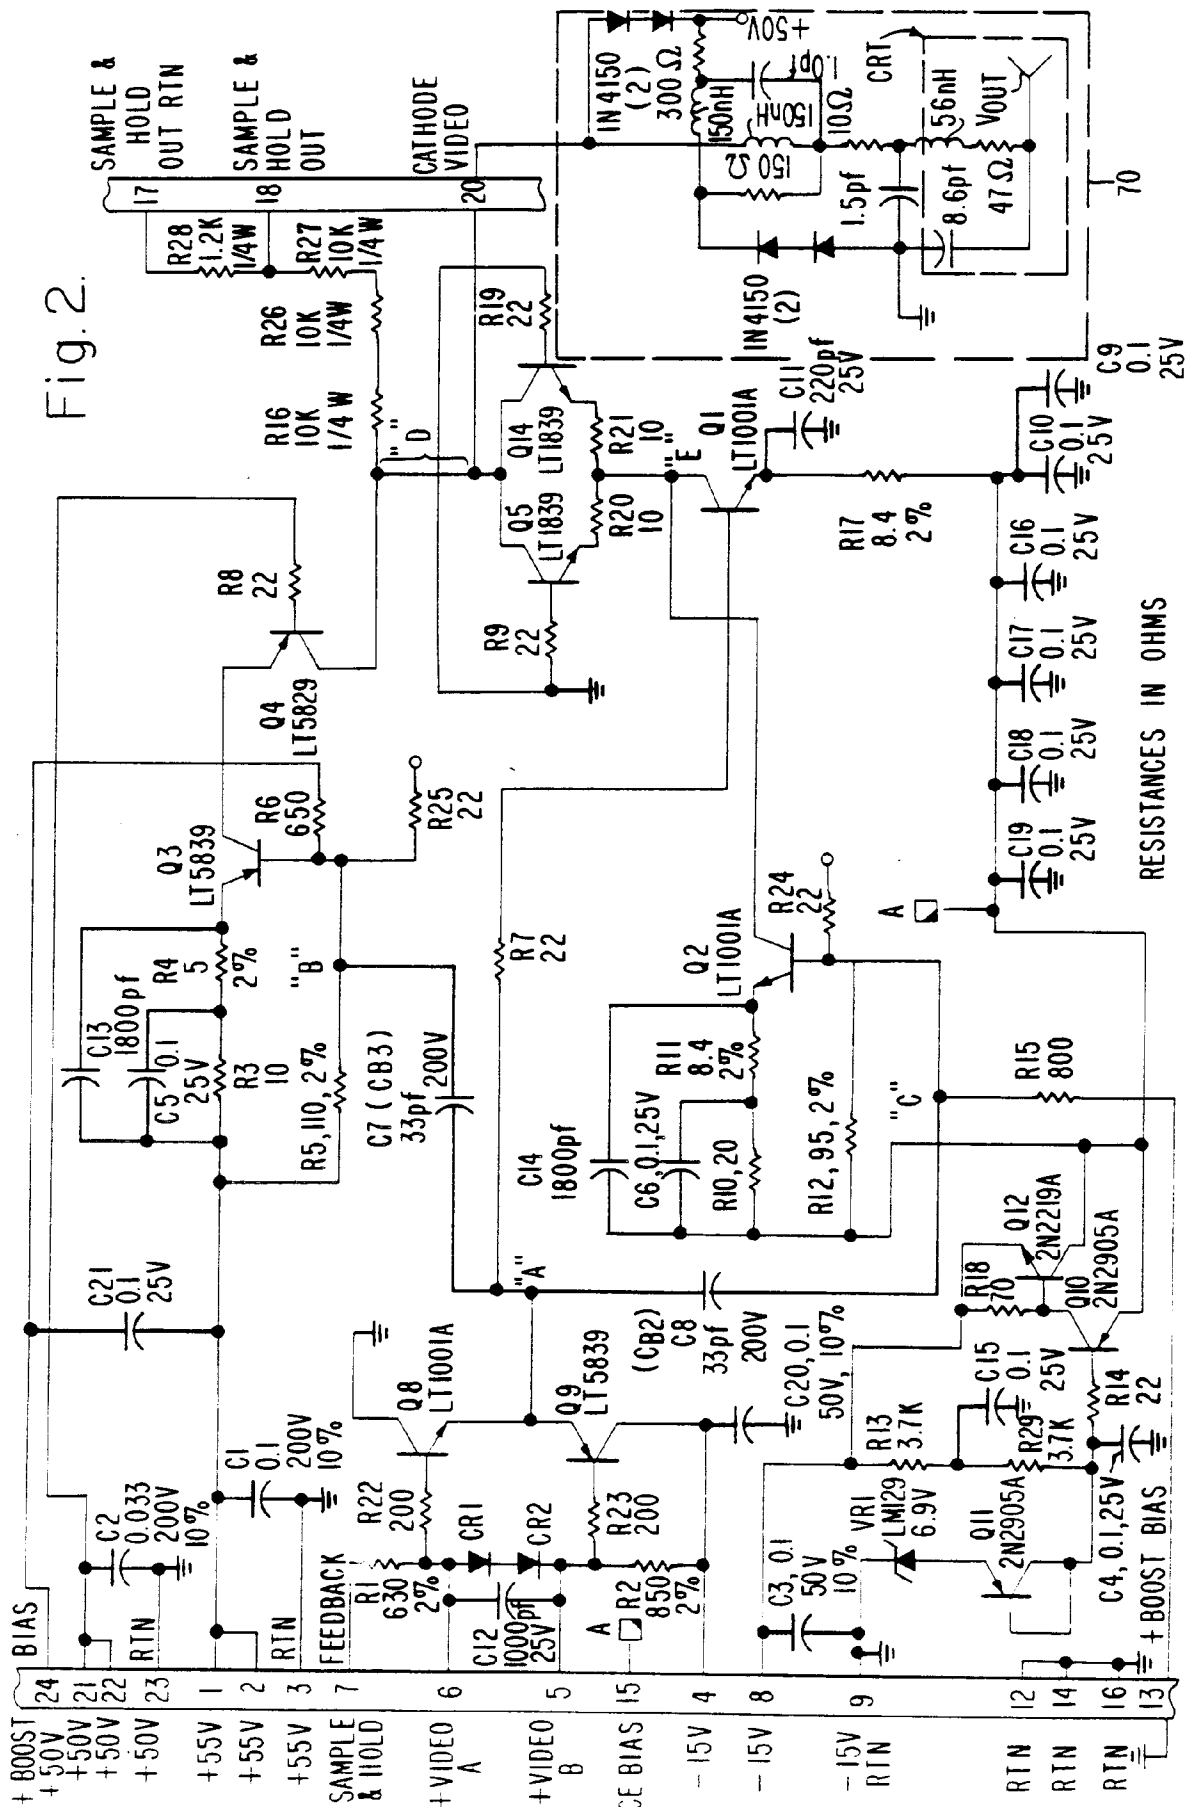 Fig. 2.
+ BOOST BIAS
24
+50V
21
+50V
22
+50V
23
RTN
+50V
1
+55V
2
+55V
3
RTN
+55V
7
FEEDBACK
SAMPLE
& HOLD
6
+VIDEO
A
5
+VIDEO
B
15
CE BIAS
4
-15V
8
-15V
9
-15V
RTN
12
RTN
14
RTN
16
RTN
13
+BOOST BIAS
C2
0.033
200V
10%
C1
0.1
200V
10%
C21
0.1
25V
R22
200
R1
630
2%
CR1
CR2
C12
1000pf
25V
A
R2
850
2%
R23
200
Q8
LT1001A
Q9
LT5839
C20,0.1
50V, 10%
C3,0.1
50V
10%
VR1
LM129
6.9V
Q11
2N2905A
C4,0.1,25V
R13
3.7K
R29
3.7K
C15
0.1
25V
R14
22
R18
70
Q10
2N2905A
Q12
2N2219A
"A"
(CB2)
C8
33pf
200V
C13
1800pf
C5
0.1
25V
R3
10
R4
5
2%
R5,110,2%
"B"
C7 (CB3)
33pf
200V
Q3
LT5839
R6
650
R25
22
Q4
LT5829
R8
22
R7
22
C14
1800pf
C6,0.1,25V
R10,20
R11
8.4
2%
R12,95,2%
"C"
R15
800
Q2
LT1001A
R24
22
A
R9
22
Q5
LT1839
Q14
LT1839
R19
22
R20
10
R21
10
"D"
"E"
Q1
LT1001A
R17
8.4
2%
C11
220pf
25V
C19
0.1
25V
C18
0.1
25V
C17
0.1
25V
C16
0.1
25V
C10
0.1
25V
C9
0.1
25V
R16
10K
1/4W
R26
10K
1/4W
R27
10K
1/4W
R28
1.2K
1/4W
17
SAMPLE &
HOLD
OUT RTN
18
SAMPLE &
HOLD
OUT
20
CATHODE
VIDEO
IN4150
(2)
+50V
300Ω
150nH
1.0pf
150nH
150Ω
10Ω
CRT
56nH
VOUT
1.5pf
8.6pf
47Ω
IN4150
(2)
70
RESISTANCES IN OHMS